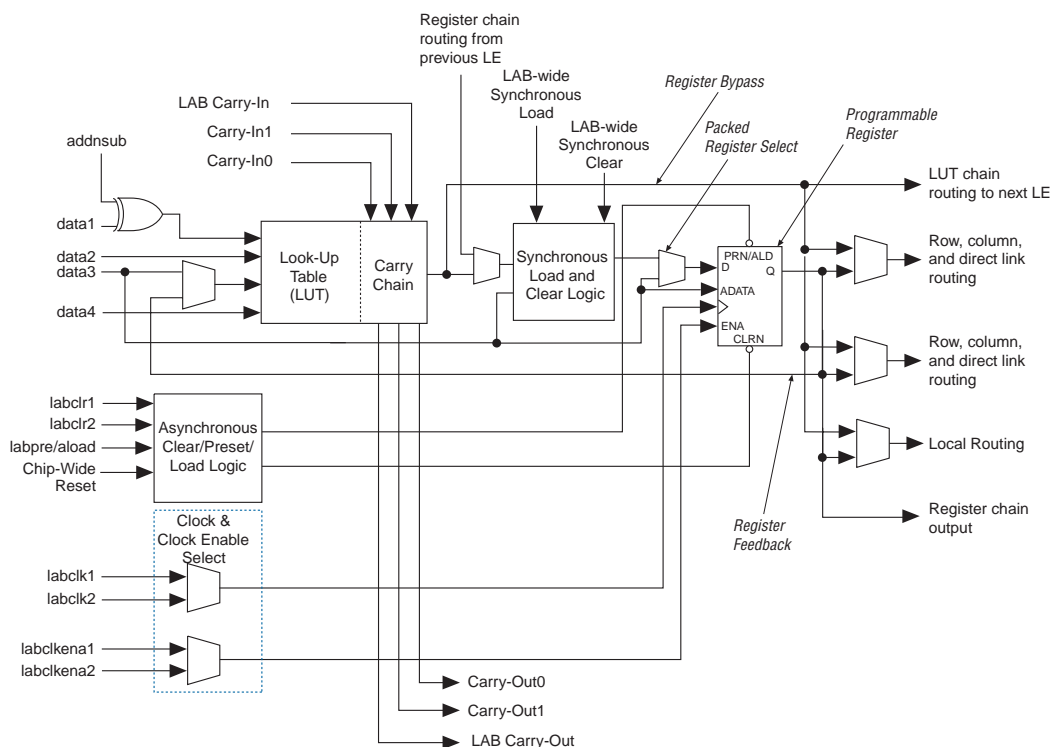 Register chain
routing from
previous LE
LAB-wide
Synchronous
Load
LAB-wide
Synchronous
Clear
Register Bypass
Packed
Register Select
Programmable
Register
LAB Carry-In
Carry-In1
Carry-In0
addnsub
data1
data2
data3
data4
Look-Up
Table
(LUT)
Carry
Chain
Synchronous
Load and
Clear Logic
PRN/ALD
D
Q
ADATA
ENA
CLRN
LUT chain
routing to next LE
Row, column,
and direct link
routing
Row, column,
and direct link
routing
Local Routing
Register chain
output
Register
Feedback
labclr1
labclr2
labpre/aload
Chip-Wide
Reset
Asynchronous
Clear/Preset/
Load Logic
Clock &
Clock Enable
Select
labclk1
labclk2
labclkena1
labclkena2
Carry-Out0
Carry-Out1
LAB Carry-Out